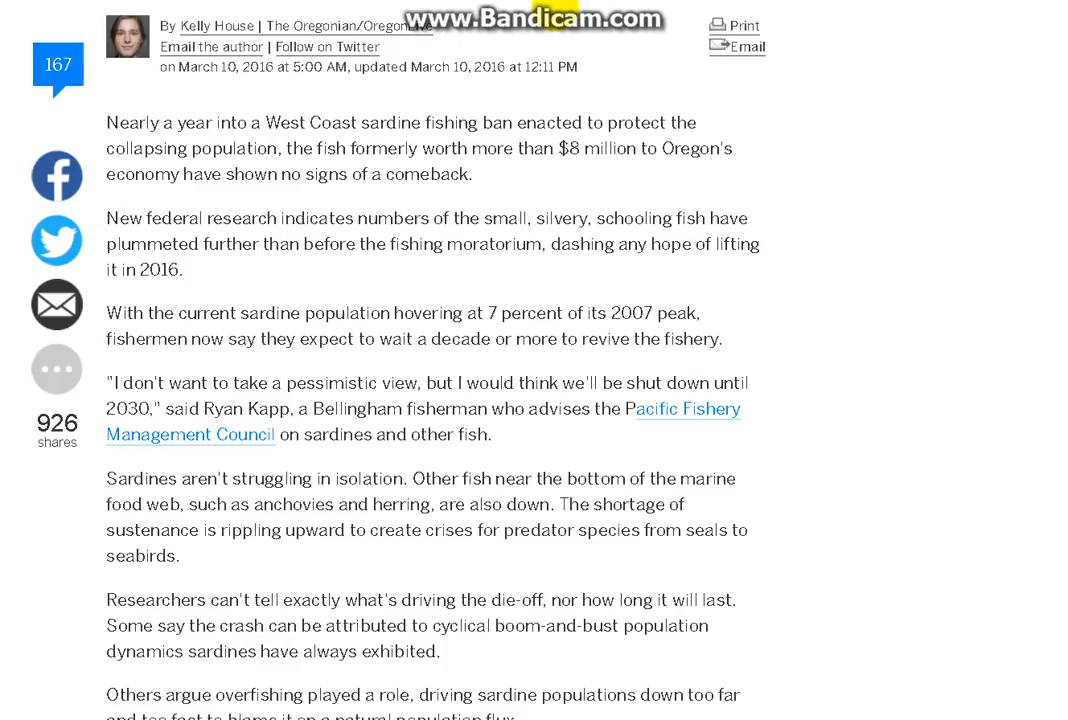 www.Bandicam.com
By Kelly House | The Oregonian/OregonLive
Email the author | Follow on Twitter
on March 10, 2016 at 5:00 AM, updated March 10, 2016 at 12:11 PM
Print
Email
167
Nearly a year into a West Coast sardine fishing ban enacted to protect the
collapsing population, the fish formerly worth more than $8 million to Oregon's
economy have shown no signs of a comeback.
New federal research indicates numbers of the small, silvery, schooling fish have
plummeted further than before the fishing moratorium, dashing any hope of lifting
it in 2016.
With the current sardine population hovering at 7 percent of its 2007 peak,
fishermen now say they expect to wait a decade or more to revive the fishery.
"I don't want to take a pessimistic view, but I would think we'll be shut down until
2030," said Ryan Kapp, a Bellingham fisherman who advises the Pacific Fishery
Management Council on sardines and other fish.
926
shares
Sardines aren't struggling in isolation. Other fish near the bottom of the marine
food web, such as anchovies and herring, are also down. The shortage of
sustenance is rippling upward to create crises for predator species from seals to
seabirds.
Researchers can't tell exactly what's driving the die-off, nor how long it will last.
Some say the crash can be attributed to cyclical boom-and-bust population
dynamics sardines have always exhibited.
Others argue overfishing played a role, driving sardine populations down too far
and too fast to blame it on a natural population flux.